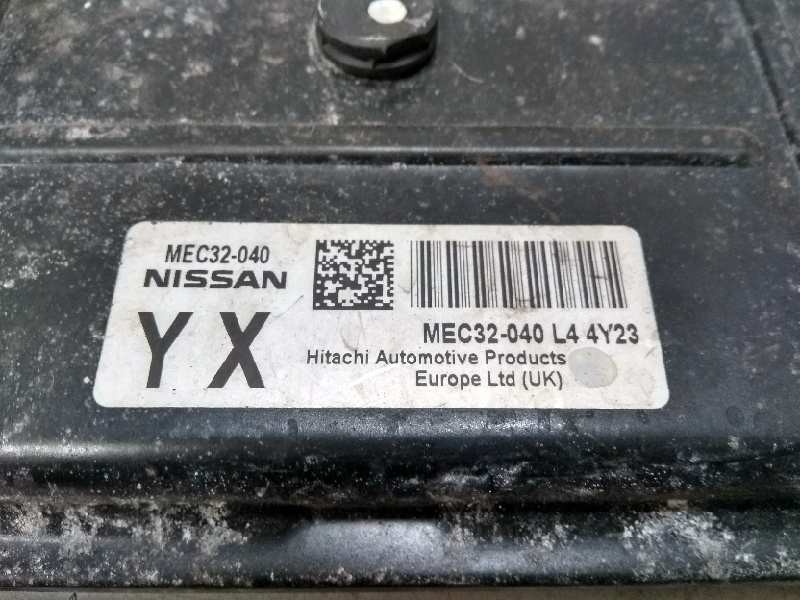 MEC32-040
NISSAN
YX
MEC32-040 L4 4Y23
Hitachi Automotive Products
Europe Ltd (UK)